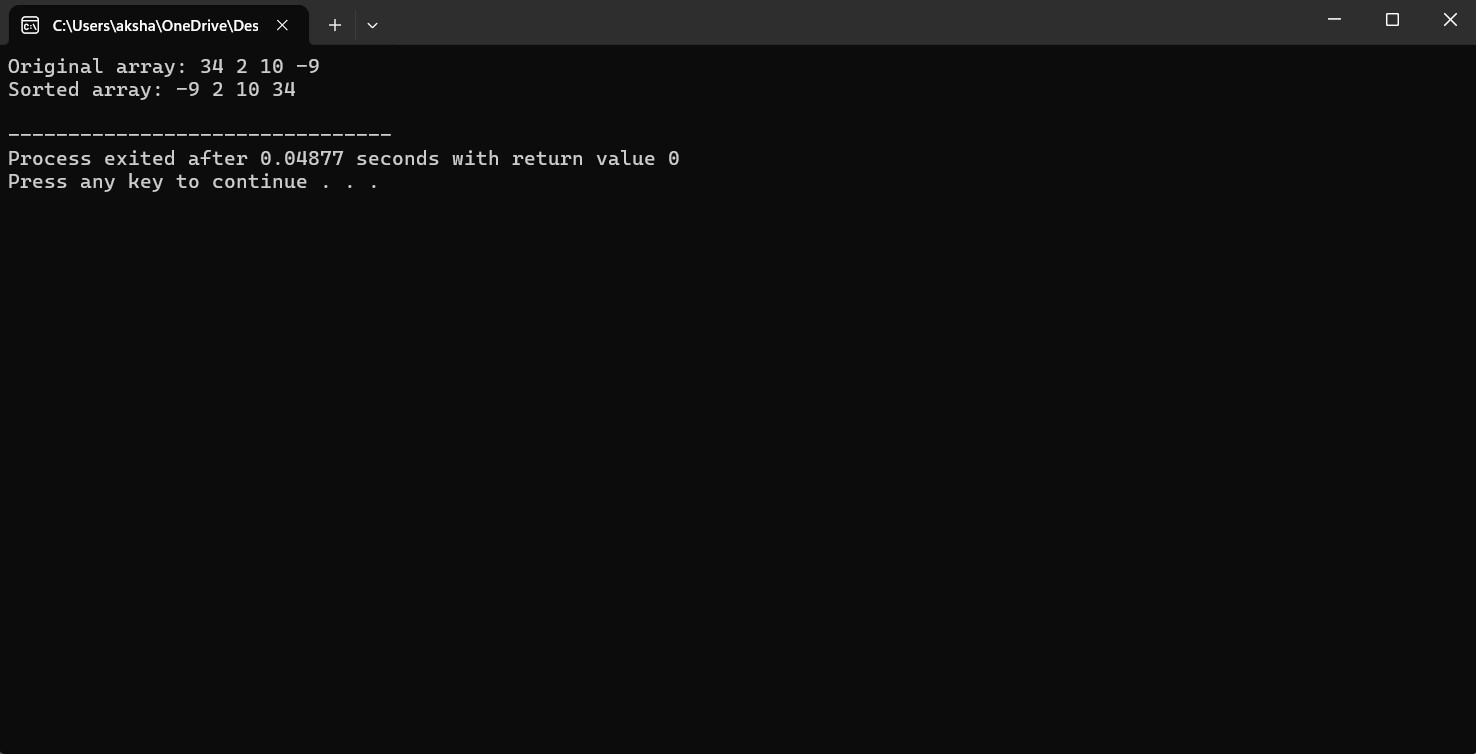 C:\Users\aksha\OneDrive\Des
Original array: 34 2 10 -9
Sorted array: -9 2 10 34
--------------------------------
Process exited after 0.04877 seconds with return value 0
Press any key to continue . . .